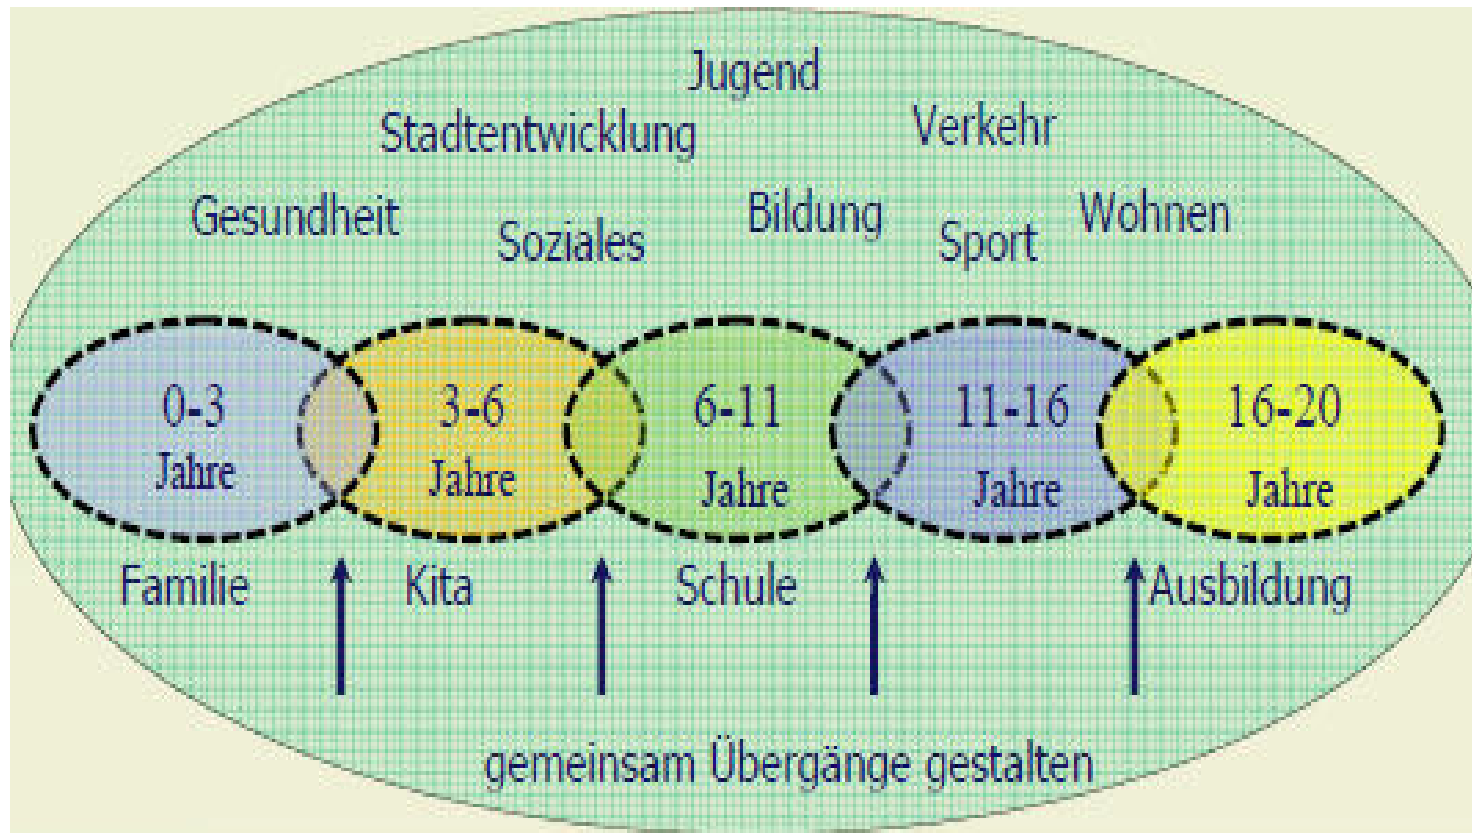 Jugend
Stadtentwicklung
Verkehr
Gesundheit
Soziales
Bildung
Sport
Wohnen
0-3
Jahre
3-6
Jahre
6-11
Jahre
11-16
Jahre
16-20
Jahre
Familie
Kita
Schule
Ausbildung
gemeinsam Übergänge gestalten